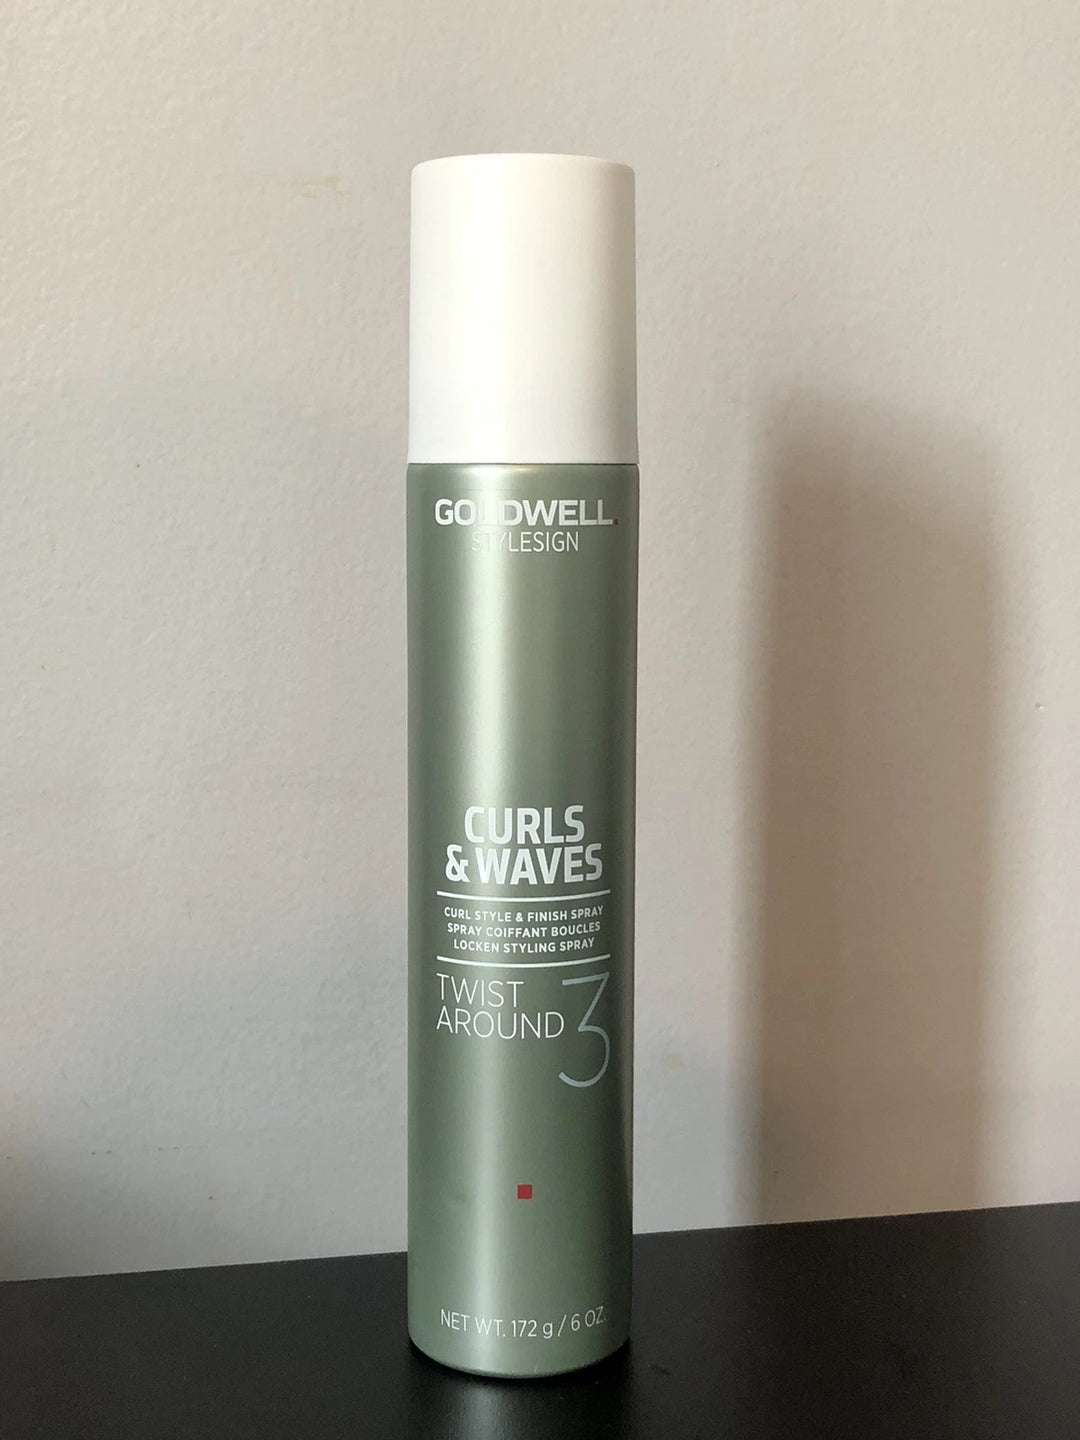 GOLDWELL.
STYLESIGN
CURLS
& WAVES
CURL STYLE & FINISH SPRAY
SPRAY COIFFANT BOUCLES
LOCKEN STYLING SPRAY
TWIST
AROUND 3
NET WT. 172 g / 6 OZ.